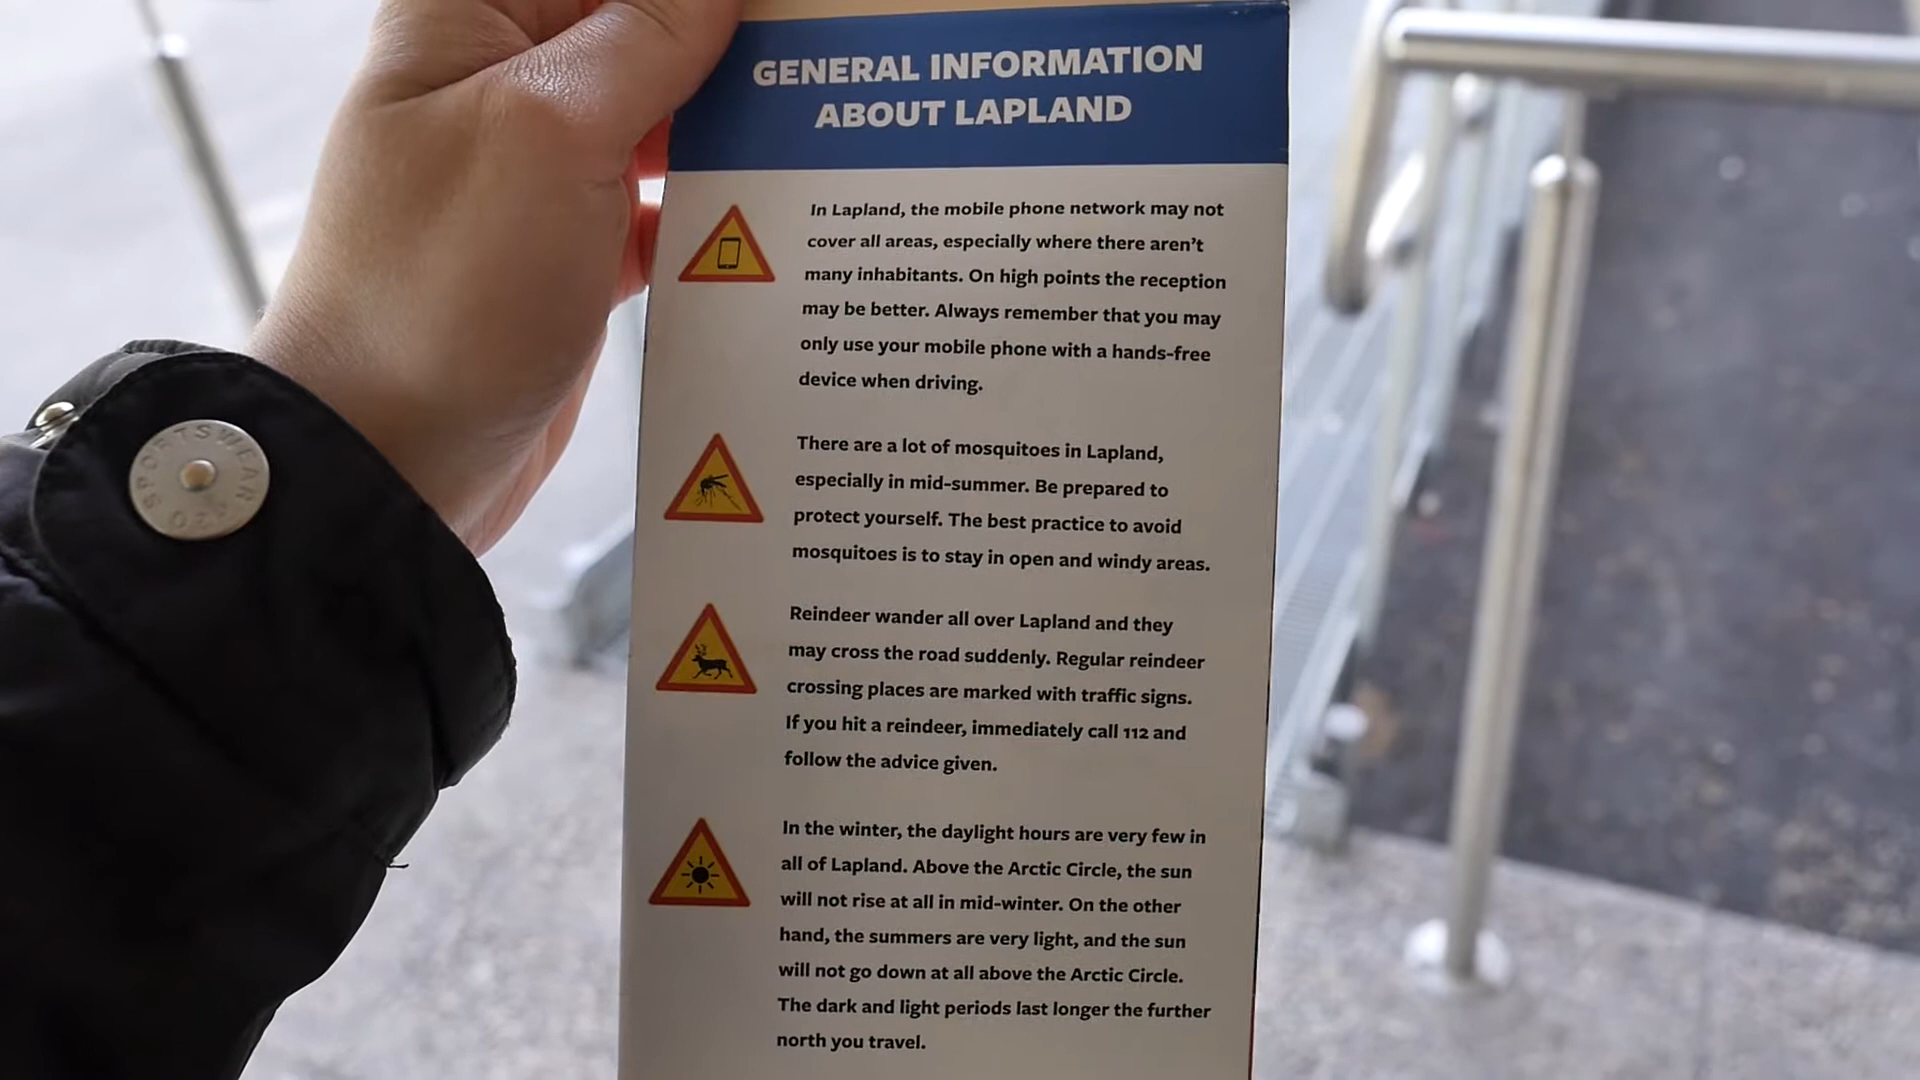 GENERAL INFORMATION
ABOUT LAPLAND
In Lapland, the mobile phone network may not
cover all areas, especially where there aren't
many inhabitants. On high points the reception
may be better. Always remember that you may
only use your mobile phone with a hands-free
device when driving.
There are a lot of mosquitoes in Lapland,
especially in mid-summer. Be prepared to
protect yourself. The best practice to avoid
mosquitoes is to stay in open and windy areas.
Reindeer wander all over Lapland and they
may cross the road suddenly. Regular reindeer
crossing places are marked with traffic signs.
If you hit a reindeer, immediately call 112 and
follow the advice given.
In the winter, the daylight hours are very few in
all of Lapland. Above the Arctic Circle, the sun
will not rise at all in mid-winter. On the other
hand, the summers are very light, and the sun
will not go down at all above the Arctic Circle.
The dark and light periods last longer the further
north you travel.
SPORTSWEAR